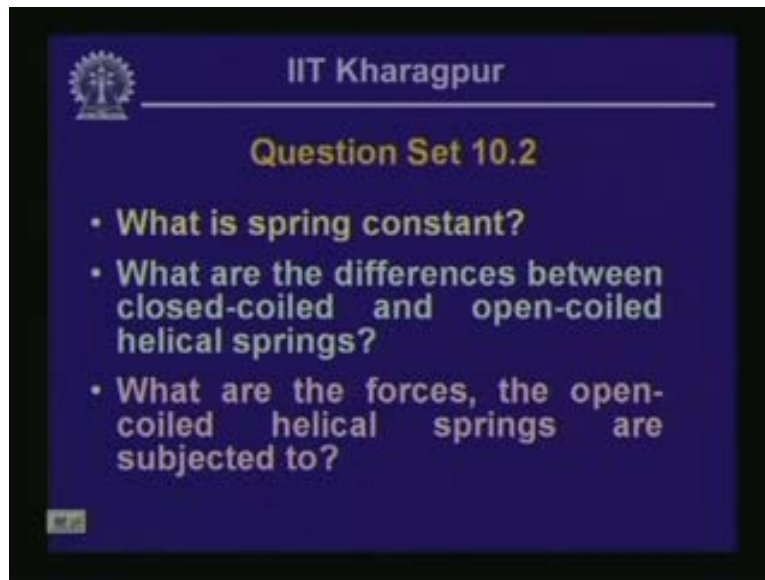 IIT Kharagpur
Question Set 10.2
• What is spring constant?
• What are the differences between
closed-coiled and open-coiled
helical springs?
• What are the forces, the open-
coiled helical springs are
subjected to?